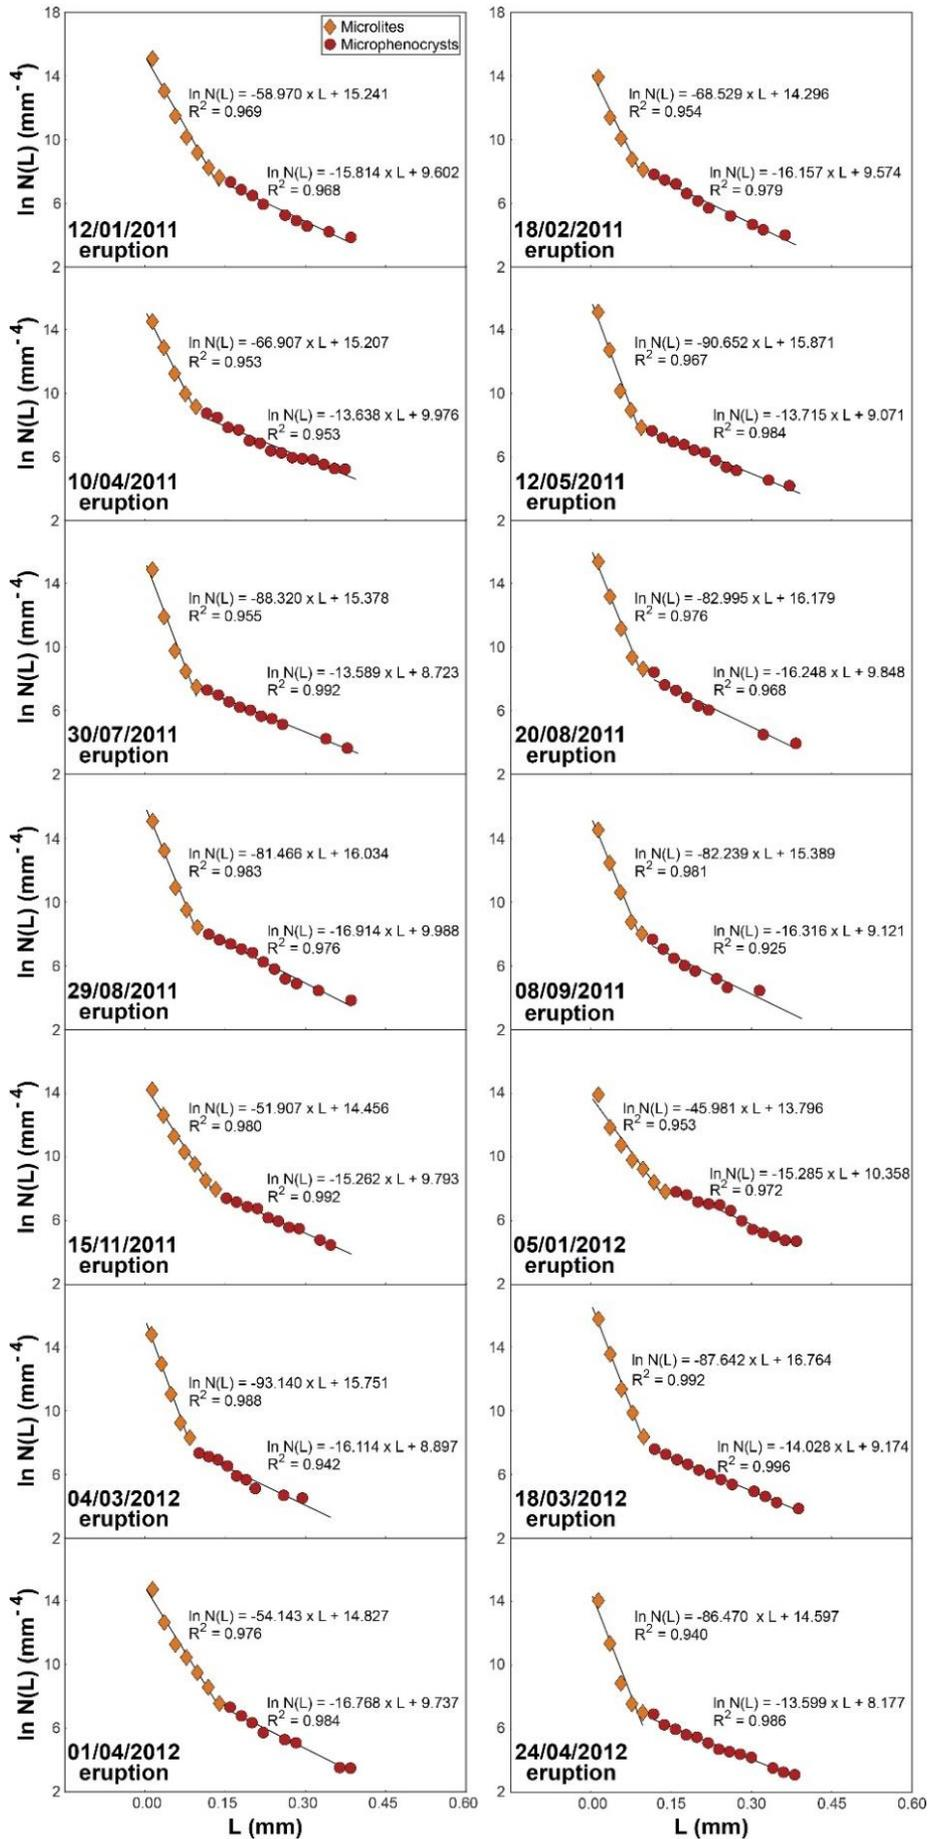 Microlites
Microphenocrysts
18
14
10
6
2
ln N(L) (mm⁻⁴)
ln N(L) = -58.970 x L + 15.241
R² = 0.969
ln N(L) = -15.814 x L + 9.602
R² = 0.968
12/01/2011
eruption
ln N(L) = -68.529 x L + 14.296
R² = 0.954
ln N(L) = -16.157 x L + 9.574
R² = 0.979
18/02/2011
eruption
14
10
6
2
ln N(L) (mm⁻⁴)
ln N(L) = -66.907 x L + 15.207
R² = 0.953
ln N(L) = -13.638 x L + 9.976
R² = 0.953
10/04/2011
eruption
14
10
6
2
ln N(L) = -90.652 x L + 15.871
R² = 0.967
ln N(L) = -13.715 x L + 9.071
R² = 0.984
12/05/2011
eruption
14
10
6
2
ln N(L) (mm⁻⁴)
ln N(L) = -88.320 x L + 15.378
R² = 0.955
ln N(L) = -13.589 x L + 8.723
R² = 0.992
30/07/2011
eruption
14
10
6
2
ln N(L) = -82.995 x L + 16.179
R² = 0.976
ln N(L) = -16.248 x L + 9.848
R² = 0.968
20/08/2011
eruption
14
10
6
2
ln N(L) (mm⁻⁴)
ln N(L) = -81.466 x L + 16.034
R² = 0.983
ln N(L) = -16.914 x L + 9.988
R² = 0.976
29/08/2011
eruption
14
10
6
2
ln N(L) = -82.239 x L + 15.389
R² = 0.981
ln N(L) = -16.316 x L + 9.121
R² = 0.925
08/09/2011
eruption
14
10
6
2
ln N(L) (mm⁻⁴)
ln N(L) = -51.907 x L + 14.456
R² = 0.980
ln N(L) = -15.262 x L + 9.793
R² = 0.992
15/11/2011
eruption
14
10
6
2
ln N(L) = -45.981 x L + 13.796
R² = 0.953
ln N(L) = -15.285 x L + 10.358
R² = 0.972
05/01/2012
eruption
14
10
6
2
ln N(L) (mm⁻⁴)
ln N(L) = -93.140 x L + 15.751
R² = 0.988
ln N(L) = -16.114 x L + 8.897
R² = 0.942
04/03/2012
eruption
14
10
6
2
ln N(L) = -87.642 x L + 16.764
R² = 0.992
ln N(L) = -14.028 x L + 9.174
R² = 0.996
18/03/2012
eruption
14
10
6
2
ln N(L) (mm⁻⁴)
ln N(L) = -54.143 x L + 14.827
R² = 0.976
ln N(L) = -16.768 x L + 9.737
R² = 0.984
01/04/2012
eruption
14
10
6
2
ln N(L) = -86.470 x L + 14.597
R² = 0.940
ln N(L) = -13.599 x L + 8.177
R² = 0.986
24/04/2012
eruption
0.00 0.30 0.45 0.60
L (mm)
0.00 0.30 0.45 0.60
L (mm)